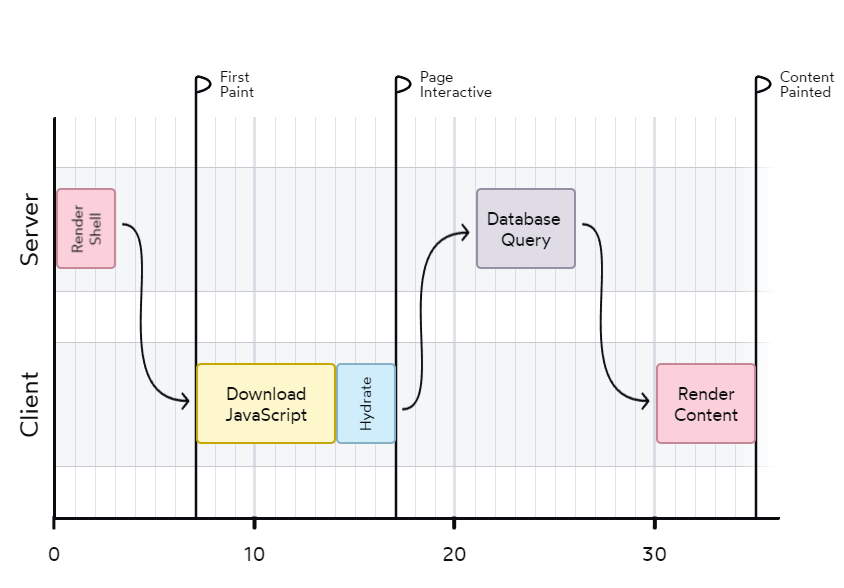 First
Paint
Page
Interactive
Content
Painted
Server
Render
Shell
Database
Query
Client
Download
JavaScript
Hydrate
Render
Content
0
10
20
30